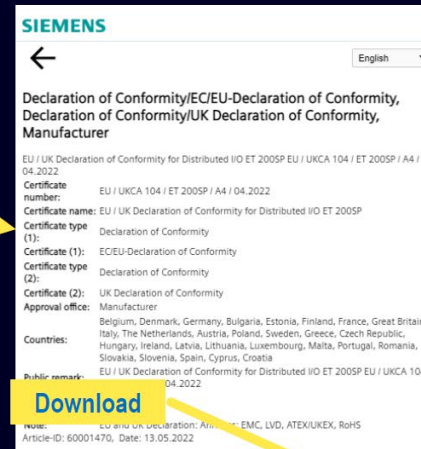 SIEMENS
English
Declaration of Conformity/EC/EU-Declaration of Conformity,
Declaration of Conformity/UK Declaration of Conformity,
Manufacturer
EU / UK Declaration of Conformity for Distributed I/O ET 200SP EU / UKCA 104 / ET 200SP / A4 /
04.2022
Certificate number: EU / UKCA 104 / ET 200SP / A4 / 04.2022
Certificate name: EU / UK Declaration of Conformity for Distributed I/O ET 200SP
Certificate type (1): Declaration of Conformity
Certificate (1): EC/EU-Declaration of Conformity
Certificate type (2): Declaration of Conformity
Certificate (2): UK Declaration of Conformity
Approval office: Manufacturer
Belgium, Denmark, Germany, Bulgaria, Estonia, Finland, France, Great Britain
Countries: Italy, The Netherlands, Austria, Poland, Sweden, Greece, Czech Republic,
Hungary, Ireland, Latvia, Lithuania, Luxembourg, Malta, Portugal, Romania,
Slovakia, Slovenia, Spain, Cyprus, Croatia
Public remark: EU / UK Declaration of Conformity for Distributed I/O ET 200SP EU / UKCA 10
04.2022
Download
Note: EU and UK Declaration: EMC, LVD, ATEX/UKEX, RoHS
Article-ID: 60001470, Date: 13.05.2022